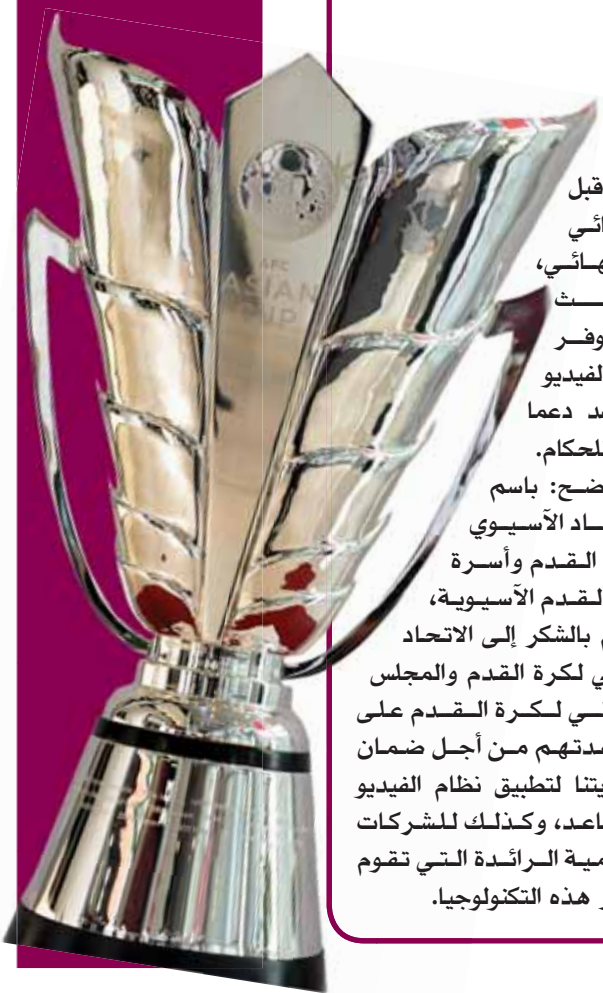 AFC
ASIAN
CUP
قبل
ائي
هائي،
ث
وفر
لفيديو
د دعما
لحكام.
ضح: باسم
اد الآسيوي
القدم وأسرة
لقدم الآسيوية،
م بالشكر إلى الاتحاد
ي لكرة القدم والمجلس
ي لكرة القدم على
دتهم من أجل ضمان
يتنا لتطبيق نظام الفيديو
اعد، وكذلك للشركات
مية الرائدة التي تقوم
ر هذه التكنولوجيا.